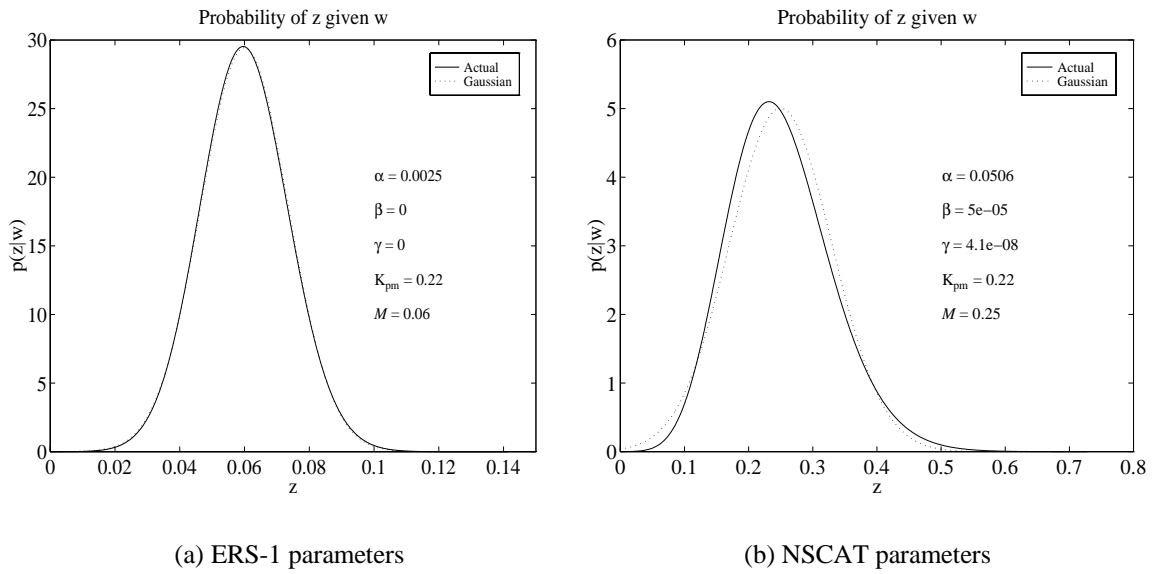 Probability of z given w
30
25
20
15
10
5
0
p(z|w)
Actual
Gaussian
α = 0.0025
β = 0
γ = 0
Kpm = 0.22
M = 0.06
0 0.02 0.04 0.06 0.08 0.1 0.12 0.14
z
(a) ERS-1 parameters
Probability of z given w
6
5
4
3
2
1
0
p(z|w)
Actual
Gaussian
α = 0.0506
β = 5e−05
γ = 4.1e−08
Kpm = 0.22
M = 0.25
0 0.1 0.2 0.3 0.4 0.5 0.6 0.7 0.8
z
(b) NSCAT parameters